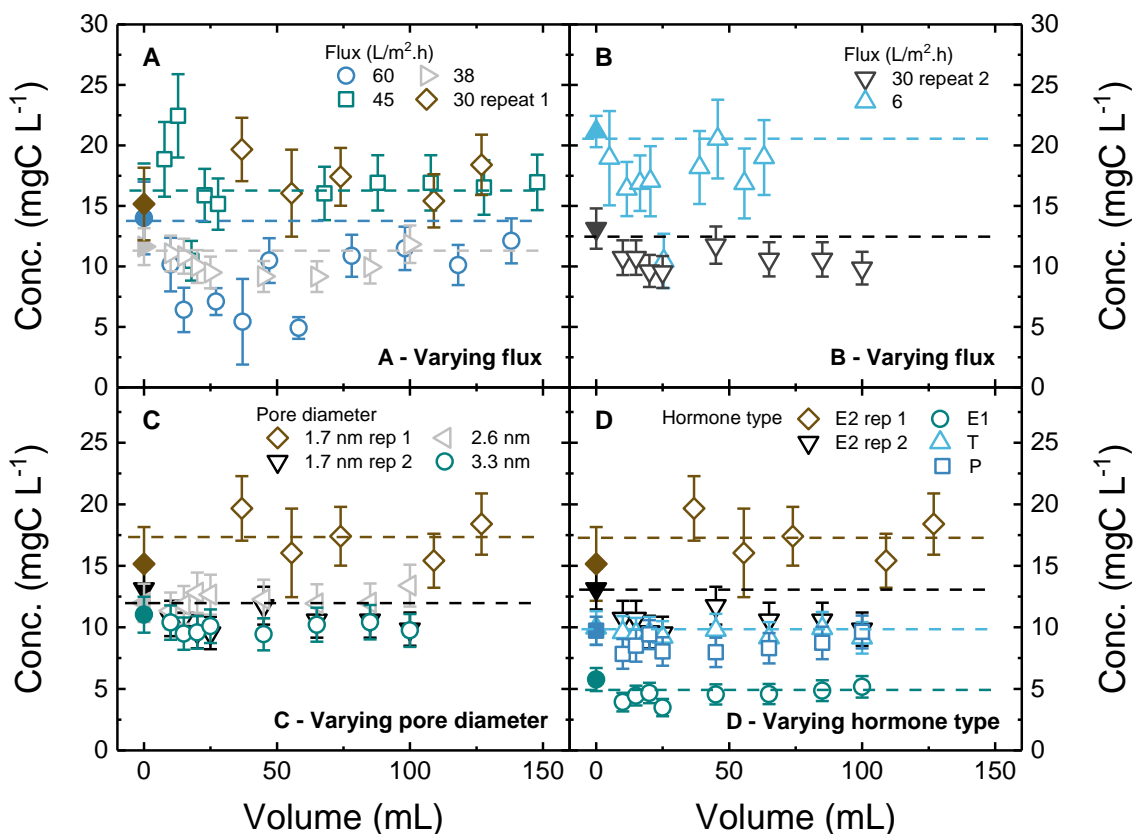 A
Flux (L/m².h)
60
38
45
30 repeat 1
A - Varying flux
B
Flux (L/m².h)
30 repeat 2
6
B - Varying flux
30
25
20
15
10
5
0
30
25
20
15
10
5
0
Conc. (mgC L⁻¹)
Conc. (mgC L⁻¹)
C
Pore diameter
1.7 nm rep 1
2.6 nm
1.7 nm rep 2
3.3 nm
C - Varying pore diameter
D
Hormone type
E2 rep 1
E1
E2 rep 2
T
P
D - Varying hormone type
25
20
15
10
5
0
25
20
15
10
5
0
Conc. (mgC L⁻¹)
Conc. (mgC L⁻¹)
0
50
100
150
0
50
100
150
Volume (mL)
Volume (mL)